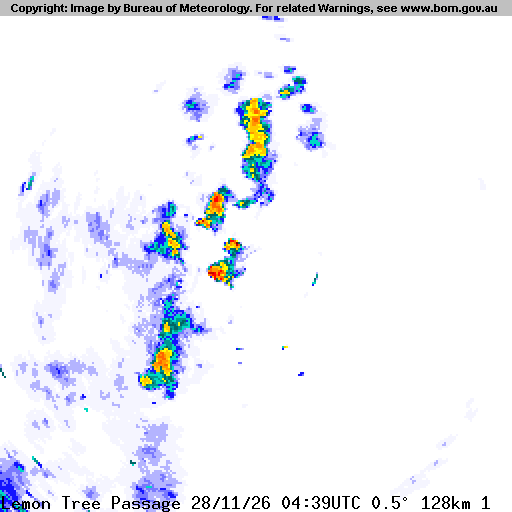 Copyright: Image by Bureau of Meteorology. For related Warnings, see www.bom.gov.au
Lemon Tree Passage 28/11/26 04:39UTC 0.5° 128km 1